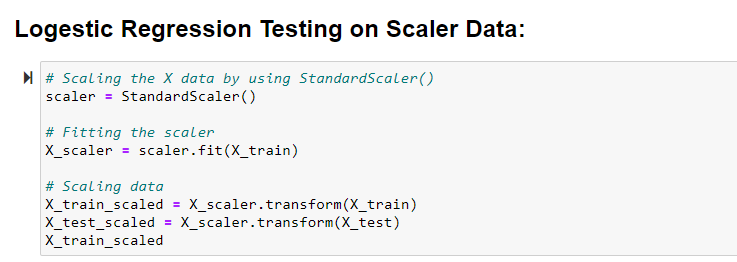 Logestic Regression Testing on Scaler Data:
# Scaling the X data by using StandardScaler()
scaler = StandardScaler()
# Fitting the scaler
X_scaler = scaler.fit(X_train)
# Scaling data
X_train_scaled = X_scaler.transform(X_train)
X_test_scaled = X_scaler.transform(X_test)
X_train_scaled